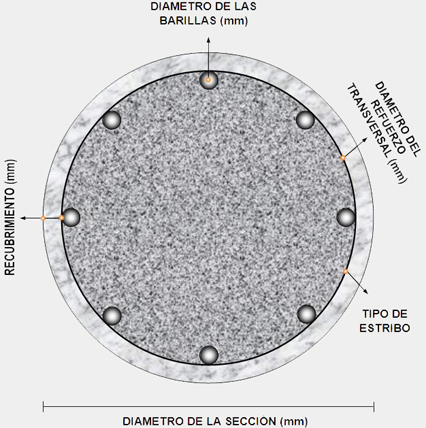 DIAMETRO DE LAS
BARILLAS (mm)
DIAMETRO DEL
REFUERZO
TRANSVERSAL (mm)
RECUBRIMIENTO (mm)
TIPO DE
ESTRIBO
DIAMETRO DE LA SECCION (mm)